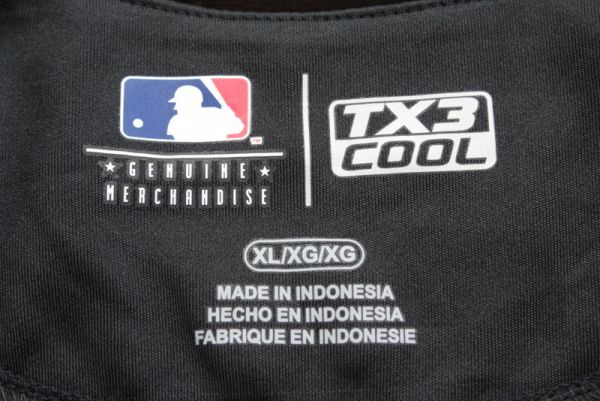 ★ GENUINE ★
MERCHANDISE
TX3
COOL
XL/XG/XG
MADE IN INDONESIA
HECHO EN INDONESIA
FABRIQUE EN INDONESIE